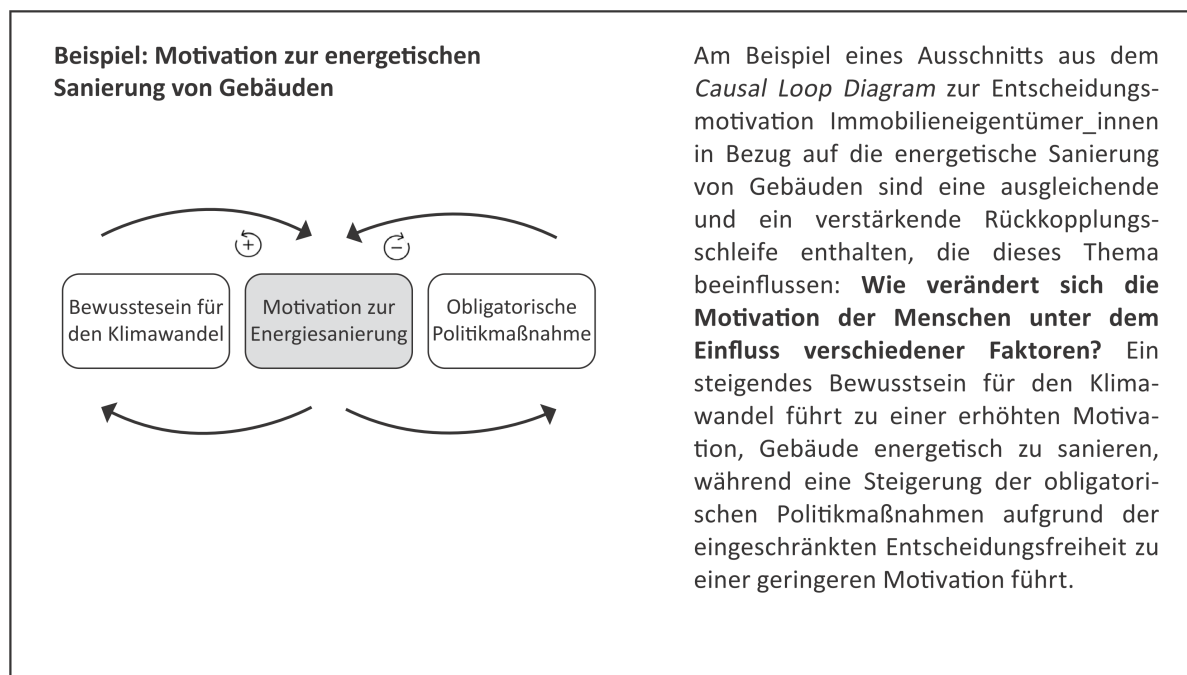 Beispiel: Motivation zur energetischen
Sanierung von Gebäuden
+
−
Bewusstesein für
den Klimawandel
Motivation zur
Energiesanierung
Obligatorische
Politikmaßnahme
Am Beispiel eines Ausschnitts aus dem
Causal Loop Diagram zur Entscheidungs-
motivation Immobilieneigentümer_innen
in Bezug auf die energetische Sanierung
von Gebäuden sind eine ausgleichende
und ein verstärkende Rückkopplungs-
schleife enthalten, die dieses Thema
beeinflussen: Wie verändert sich die
Motivation der Menschen unter dem
Einfluss verschiedener Faktoren? Ein
steigendes Bewusstsein für den Klima-
wandel führt zu einer erhöhten Motiva-
tion, Gebäude energetisch zu sanieren,
während eine Steigerung der obligatori-
schen Politikmaßnahmen aufgrund der
eingeschränkten Entscheidungsfreiheit zu
einer geringeren Motivation führt.